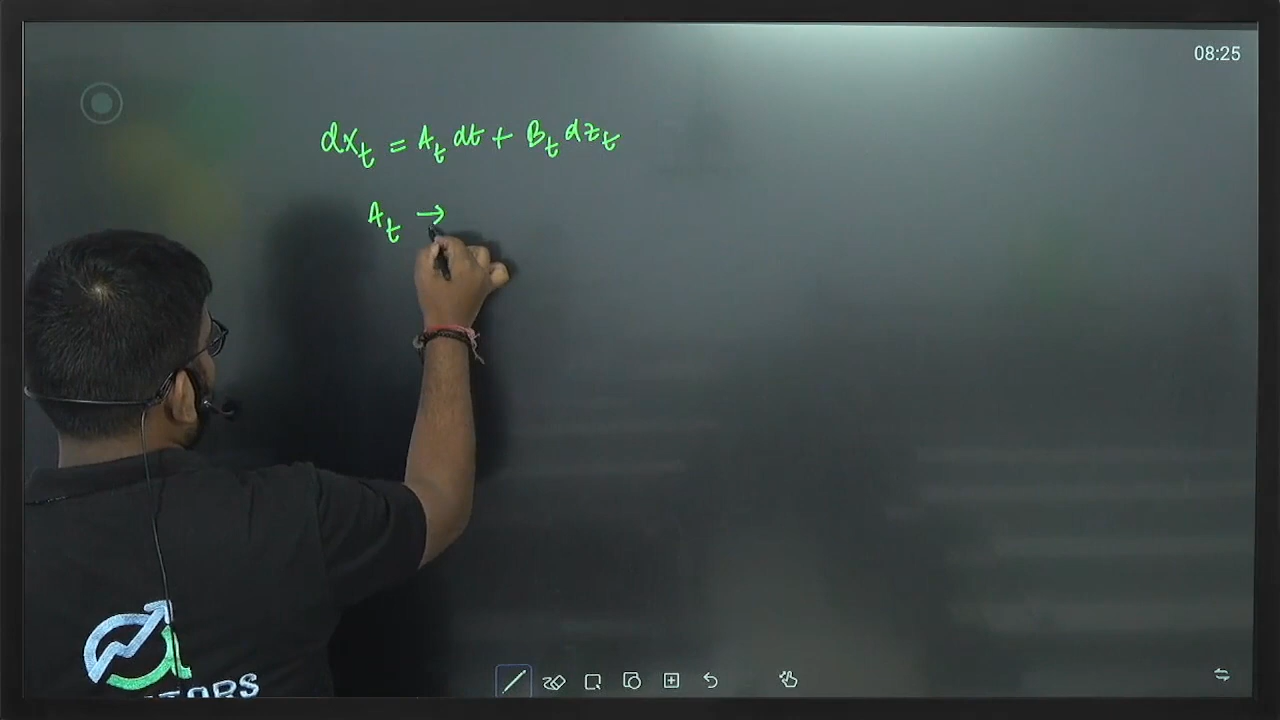 08:25
dX_t = A_t dt + B_t dz_t
A_t →